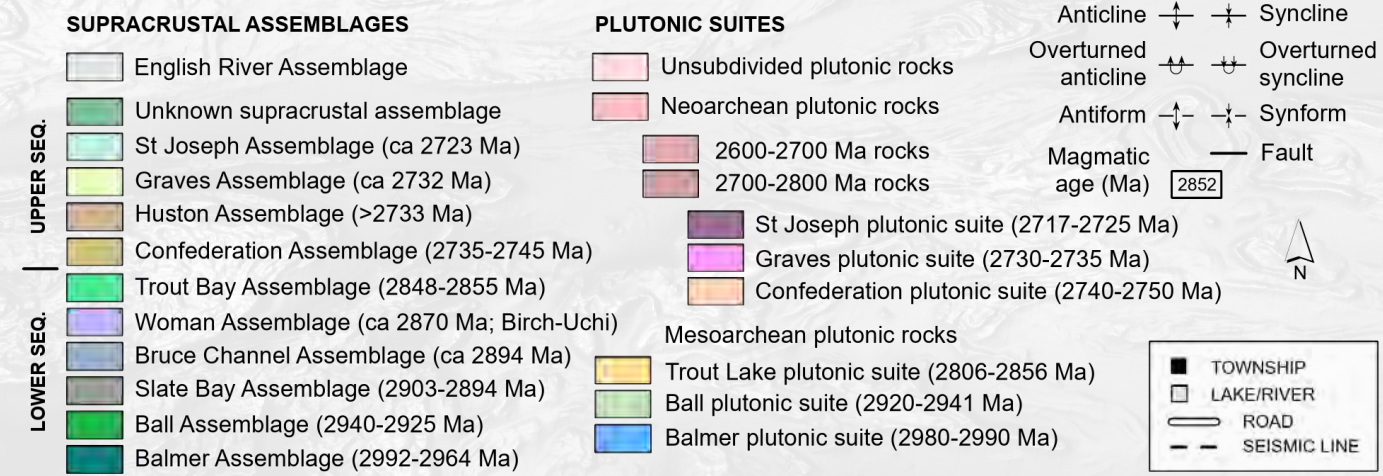 SUPRACRUSTAL ASSEMBLAGES
English River Assemblage
UPPER SEQ.
Unknown supracrustal assemblage
St Joseph Assemblage (ca 2723 Ma)
Graves Assemblage (ca 2732 Ma)
Huston Assemblage (>2733 Ma)
Confederation Assemblage (2735-2745 Ma)
LOWER SEQ.
Trout Bay Assemblage (2848-2855 Ma)
Woman Assemblage (ca 2870 Ma; Birch-Uchi)
Bruce Channel Assemblage (ca 2894 Ma)
Slate Bay Assemblage (2903-2894 Ma)
Ball Assemblage (2940-2925 Ma)
Balmer Assemblage (2992-2964 Ma)
PLUTONIC SUITES
Unsubdivided plutonic rocks
Neoarchean plutonic rocks
2600-2700 Ma rocks
2700-2800 Ma rocks
St Joseph plutonic suite (2717-2725 Ma)
Graves plutonic suite (2730-2735 Ma)
Confederation plutonic suite (2740-2750 Ma)
Mesoarchean plutonic rocks
Trout Lake plutonic suite (2806-2856 Ma)
Ball plutonic suite (2920-2941 Ma)
Balmer plutonic suite (2980-2990 Ma)
Anticline Syncline
Overturned
anticline
Overturned
syncline
Antiform Synform
Magmatic
age (Ma) 2852
Fault
N
TOWNSHIP
LAKE/RIVER
ROAD
SEISMIC LINE